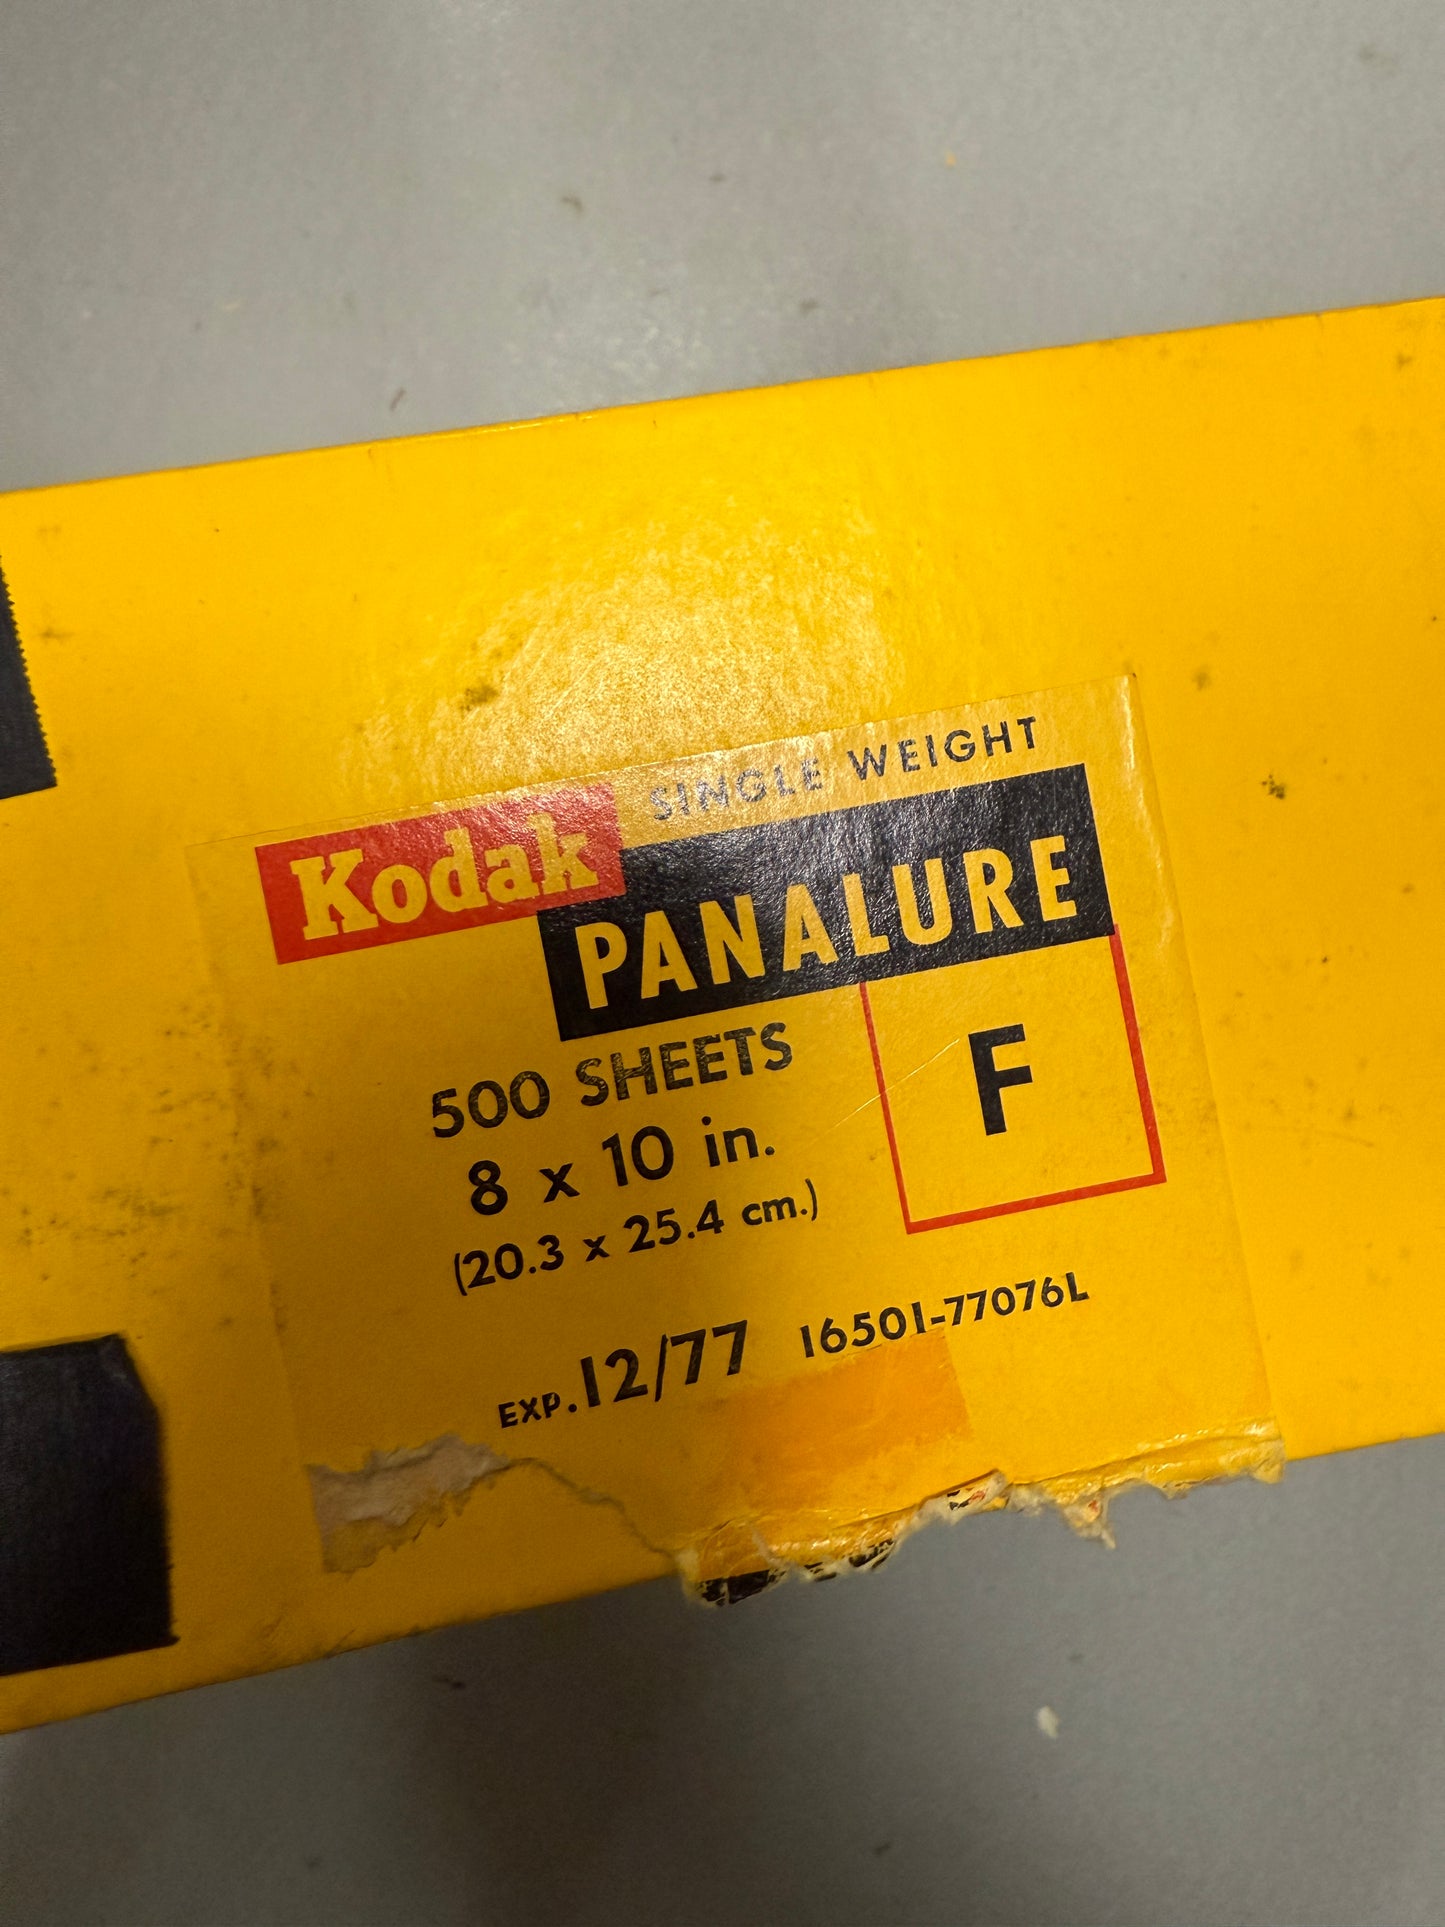 SINGLE WEIGHT
Kodak
PANALURE
500 SHEETS
F
8 x 10 in.
(20.3 x 25.4 cm.)
EXP. 12/77 16501-77076L